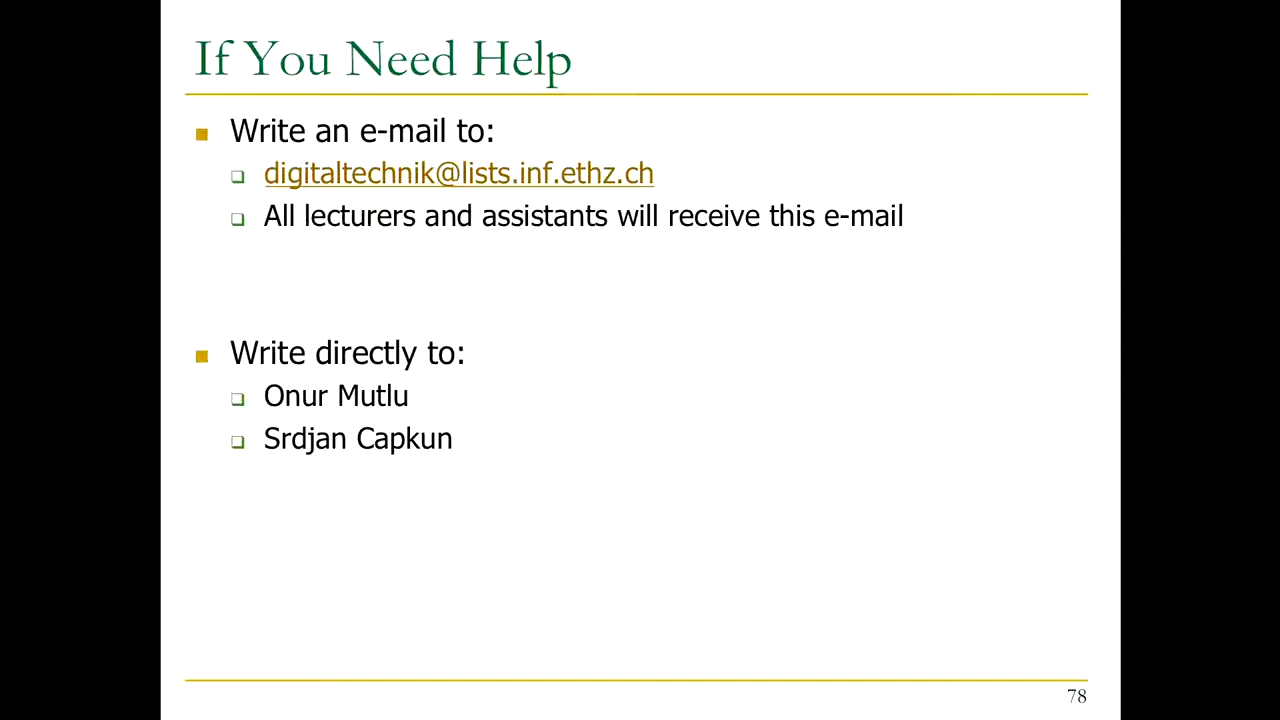 If You Need Help
Write an e-mail to:
digitaltechnik@lists.inf.ethz.ch
All lecturers and assistants will receive this e-mail
Write directly to:
Onur Mutlu
Srdjan Capkun
78